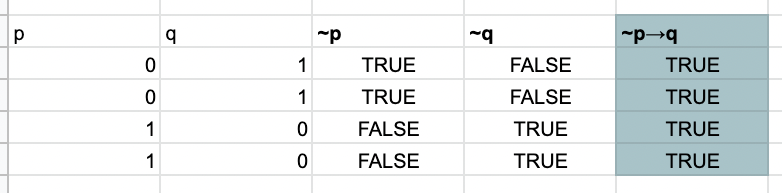 p q ~p ~q ~p→q
0 1 TRUE FALSE TRUE
0 1 TRUE FALSE TRUE
1 0 FALSE TRUE TRUE
1 0 FALSE TRUE TRUE